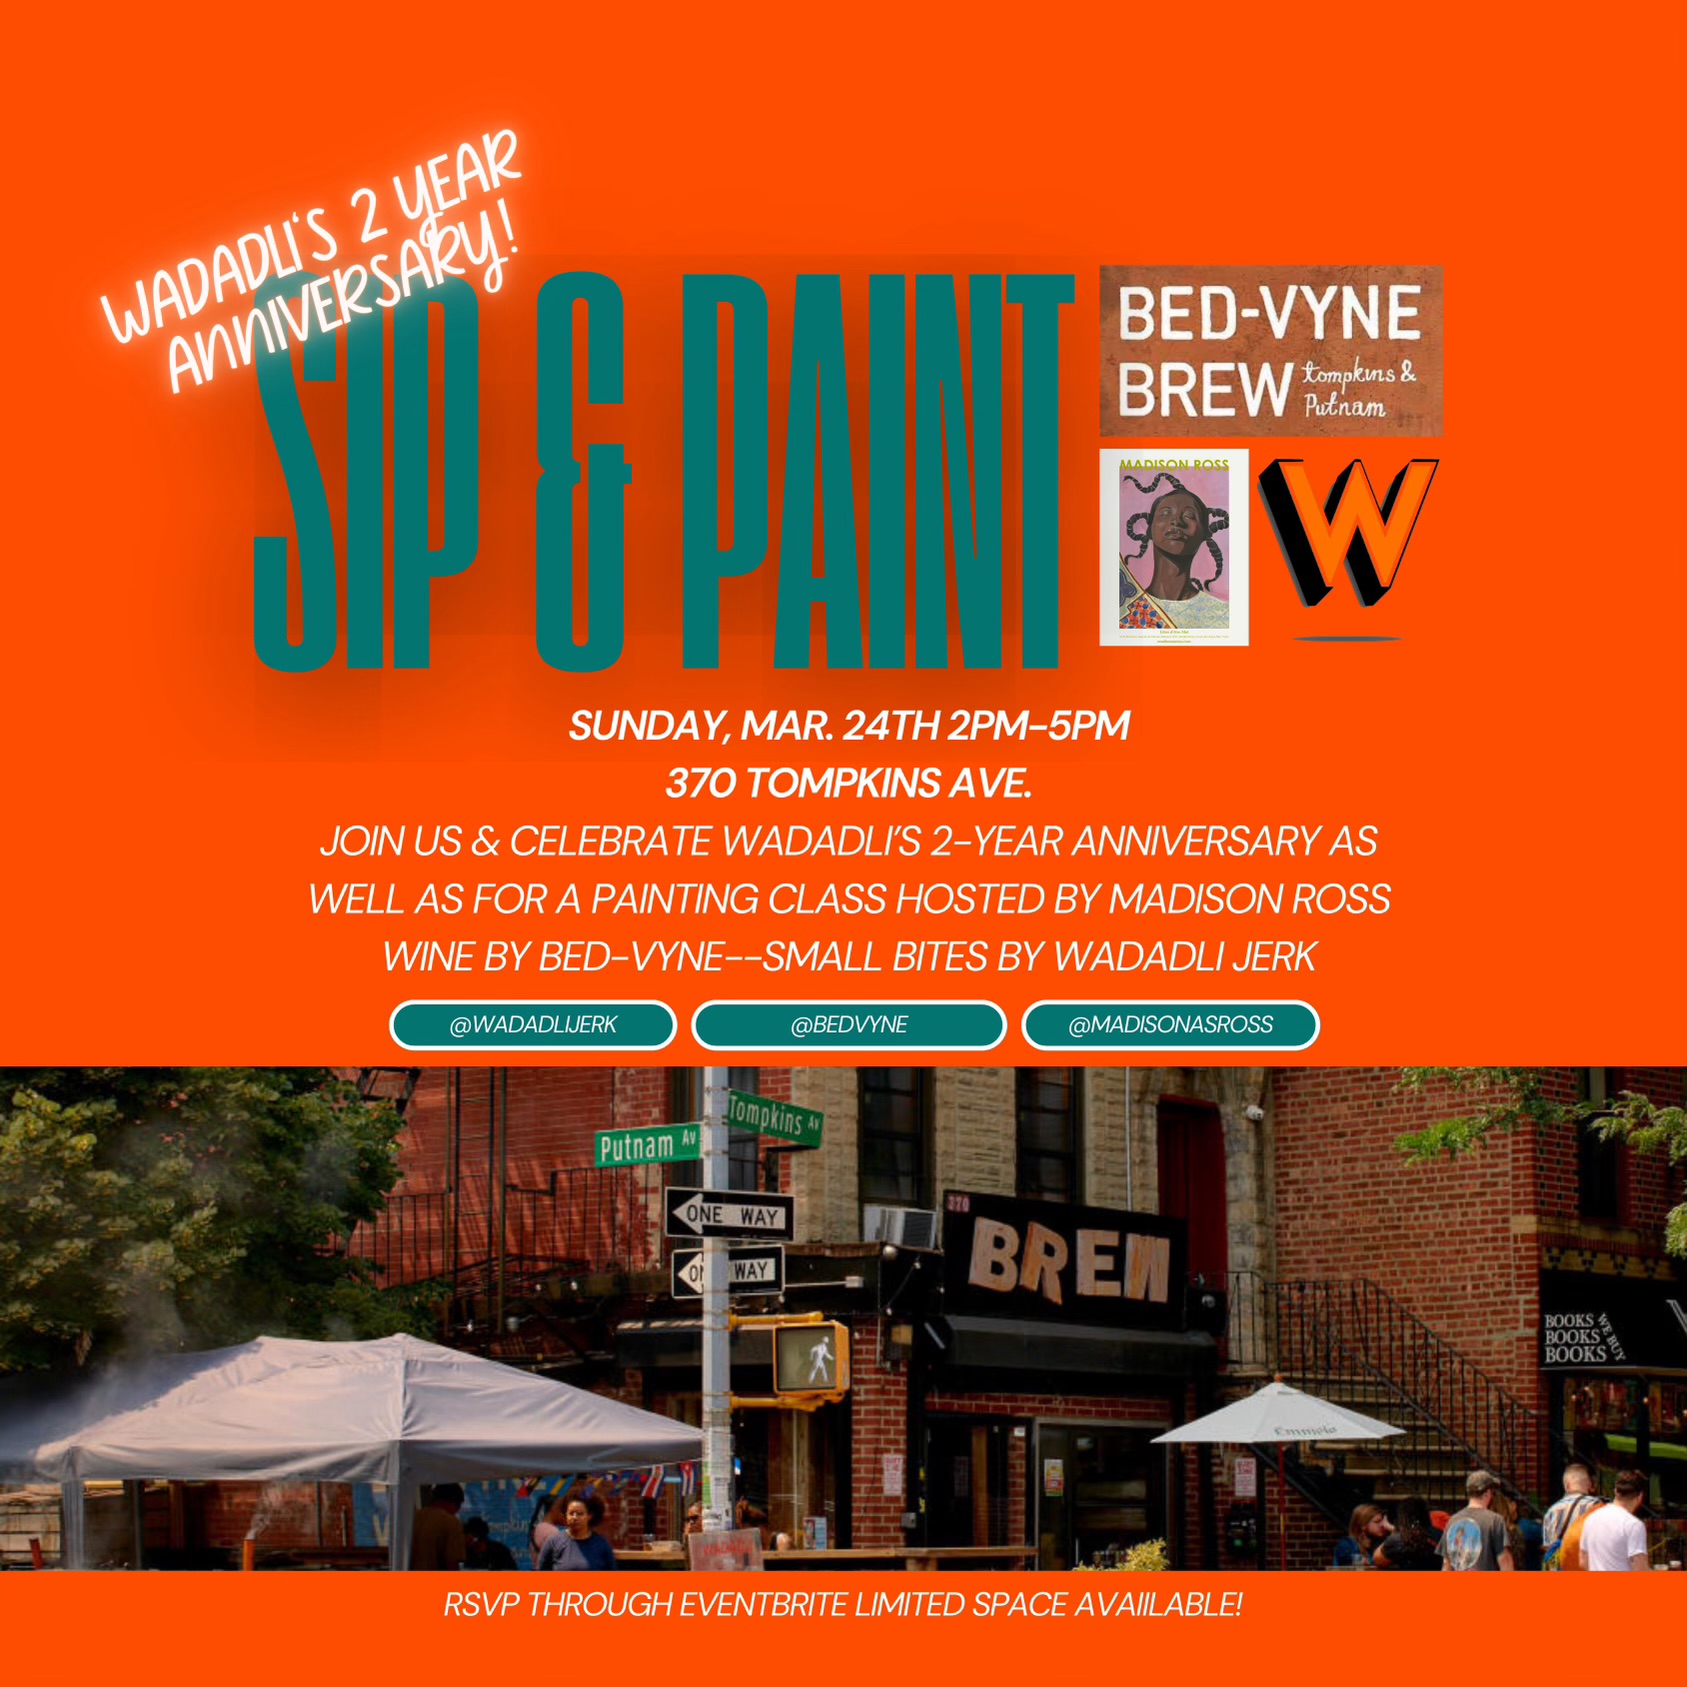 WADADLI'S 2 YEAR
ANNIVERSARY!
SIP & PAINT
BED-VYNE
BREW tompkins &
Putnam
MADISON ROSS
W
SUNDAY, MAR. 24TH 2PM-5PM
370 TOMPKINS AVE.
JOIN US & CELEBRATE WADADLI'S 2-YEAR ANNIVERSARY AS
WELL AS FOR A PAINTING CLASS HOSTED BY MADISON ROSS
WINE BY BED-VYNE--SMALL BITES BY WADADLI JERK
@WADADLIJERK
@BEDVYNE
@MADISONASROSS
Tompkins Av
Putnam Av
ONE WAY
WAY
370
BREW
BOOKS
BOOKS
BOOKS
WE BUY
RSVP THROUGH EVENTBRITE LIMITED SPACE AVAIILABLE!